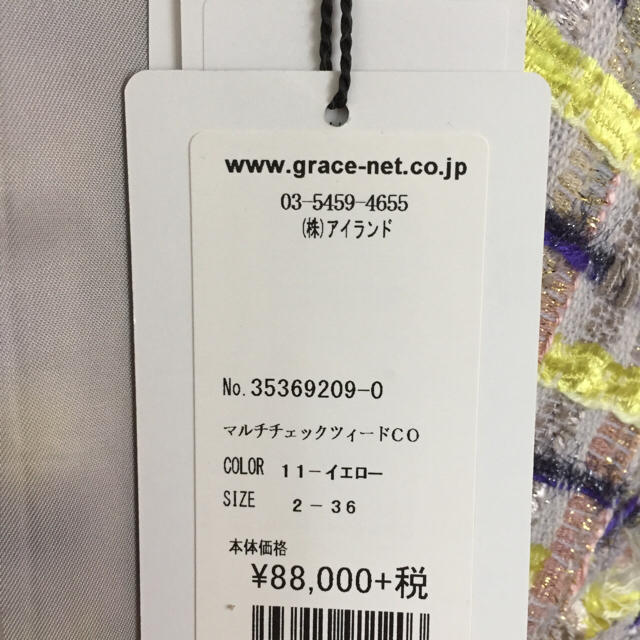 www.grace-net.co.jp
03-5459-4655
(株)アイランド
No.35369209-0
マルチチェックツィードCO
COLOR 11-イエロー
SIZE 2-36
本体価格
¥88,000+税